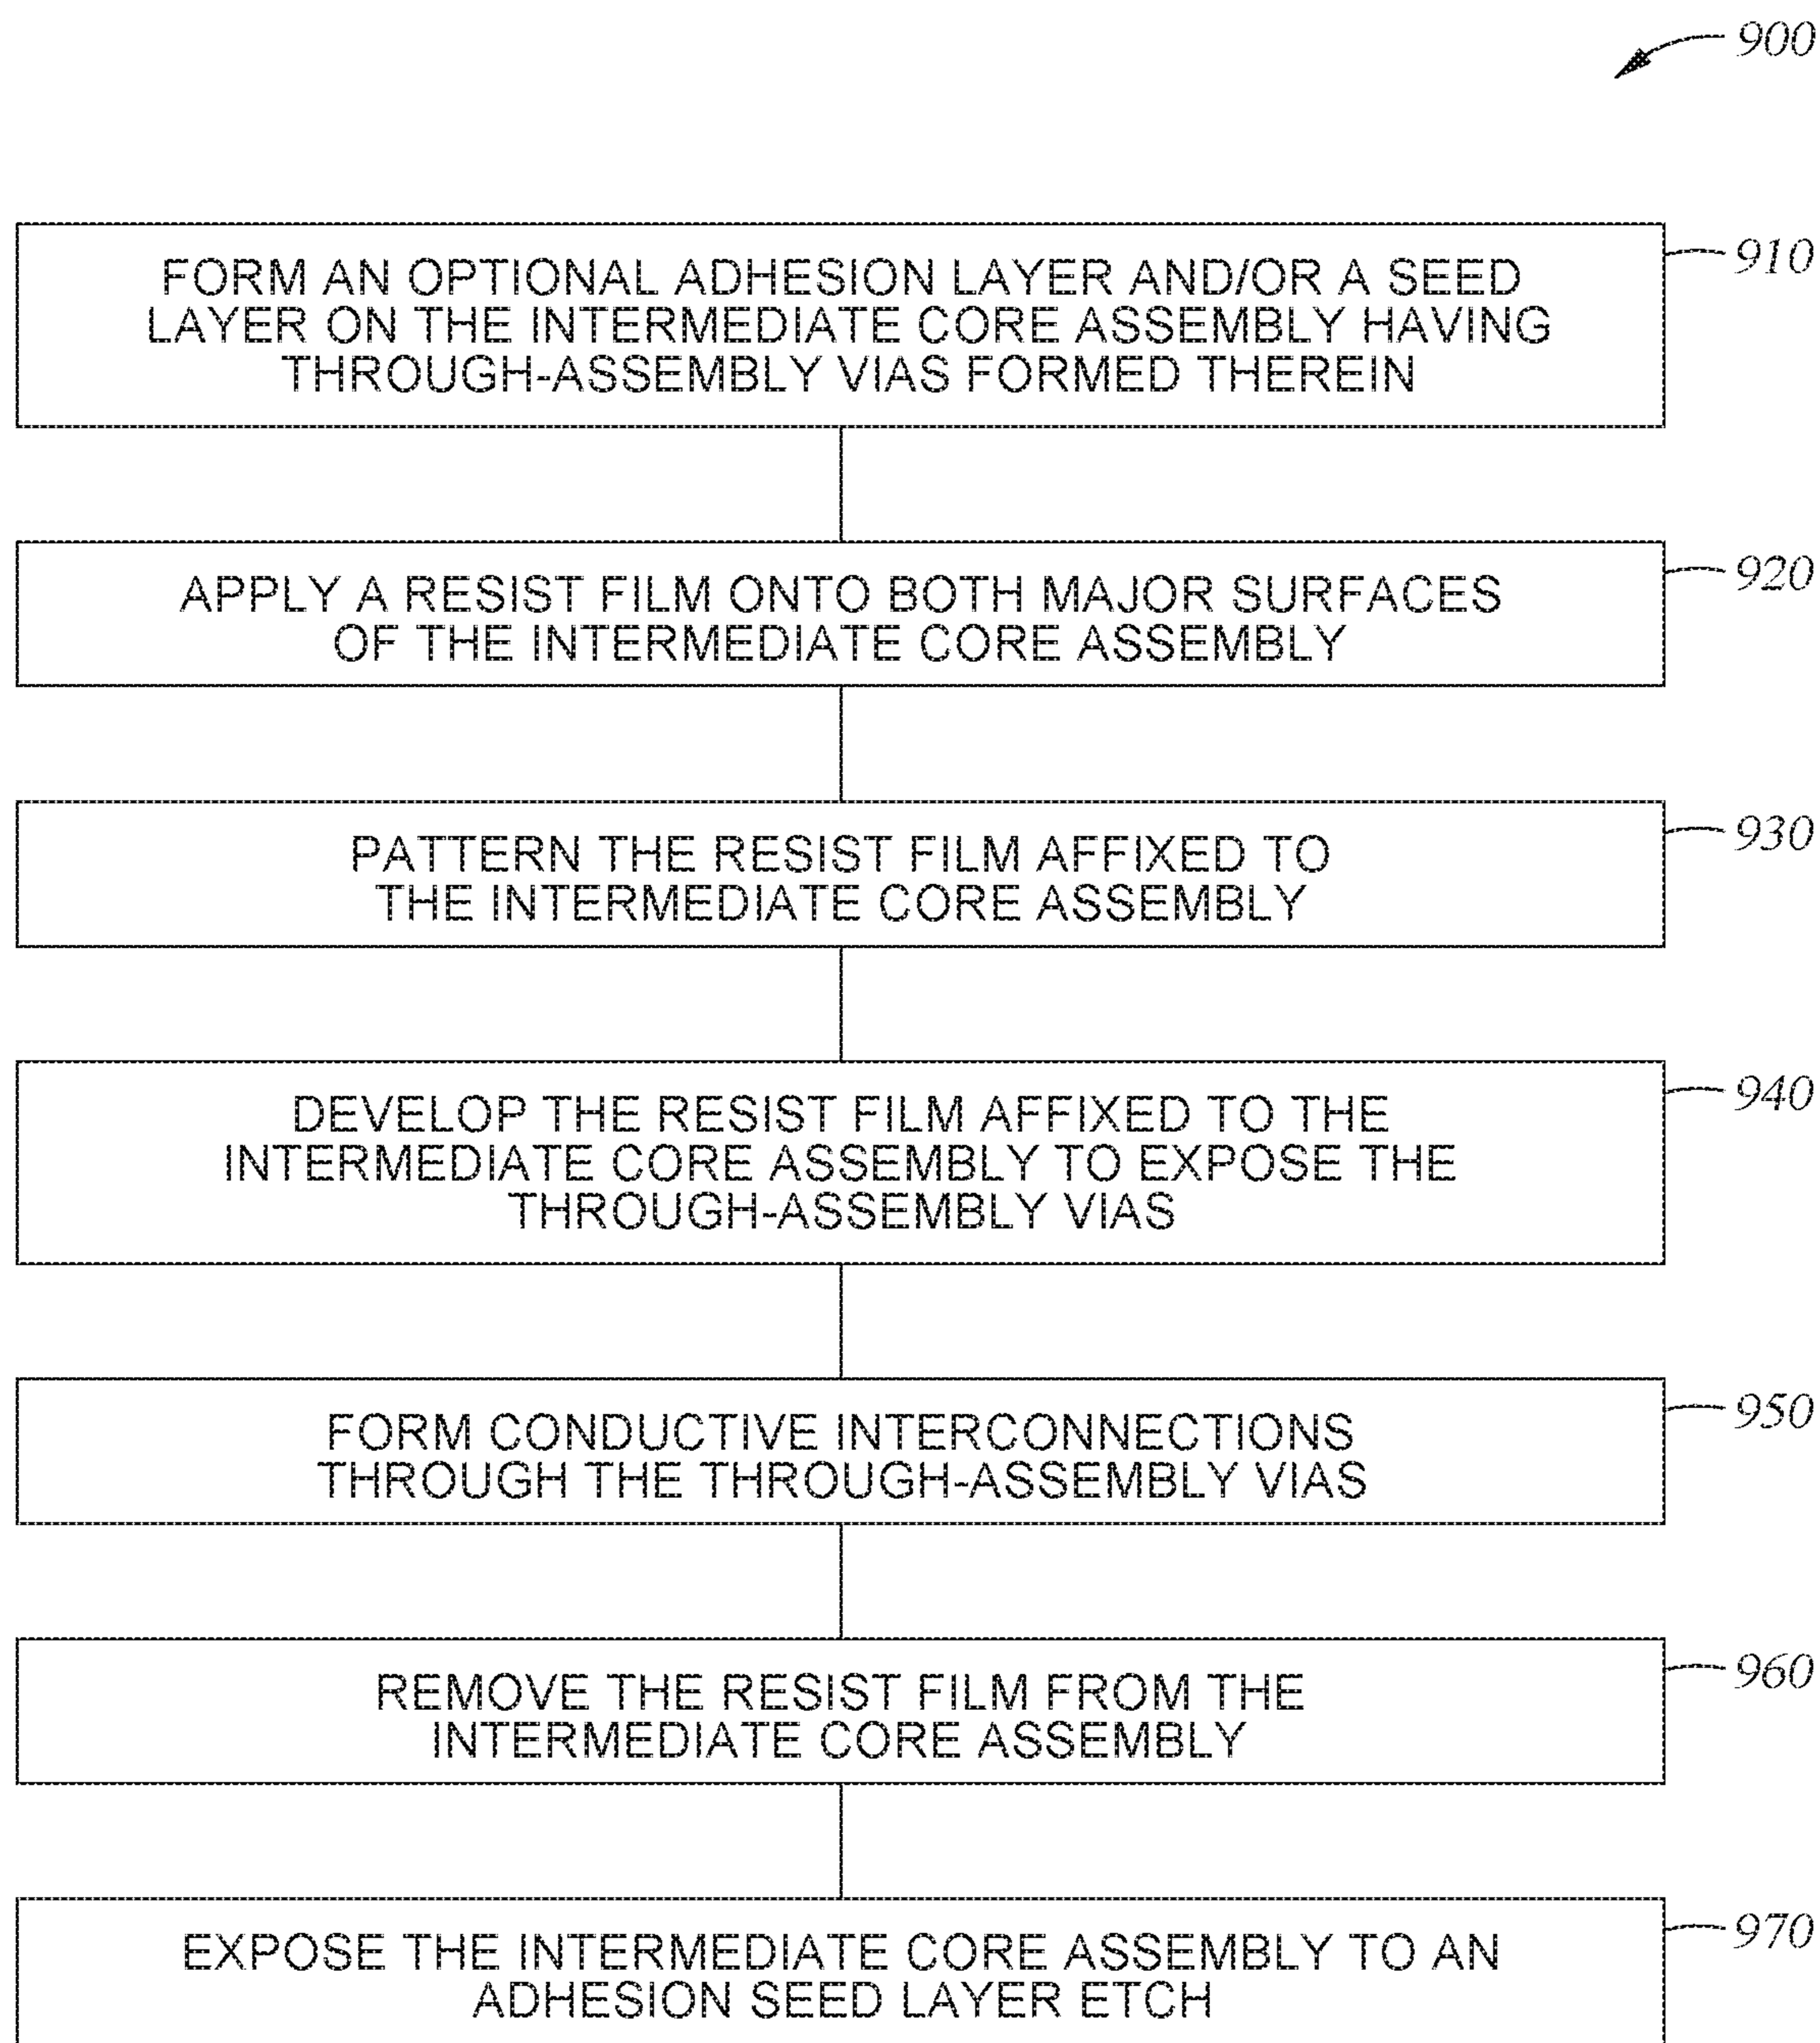 900
FORM AN OPTIONAL ADHESION LAYER AND/OR A SEED
LAYER ON THE INTERMEDIATE CORE ASSEMBLY HAVING
THROUGH-ASSEMBLY VIAS FORMED THEREIN
910
APPLY A RESIST FILM ONTO BOTH MAJOR SURFACES
OF THE INTERMEDIATE CORE ASSEMBLY
920
PATTERN THE RESIST FILM AFFIXED TO
THE INTERMEDIATE CORE ASSEMBLY
930
DEVELOP THE RESIST FILM AFFIXED TO THE
INTERMEDIATE CORE ASSEMBLY TO EXPOSE THE
THROUGH-ASSEMBLY VIAS
940
FORM CONDUCTIVE INTERCONNECTIONS
THROUGH THE THROUGH-ASSEMBLY VIAS
950
REMOVE THE RESIST FILM FROM THE
INTERMEDIATE CORE ASSEMBLY
960
EXPOSE THE INTERMEDIATE CORE ASSEMBLY TO AN
ADHESION SEED LAYER ETCH
970